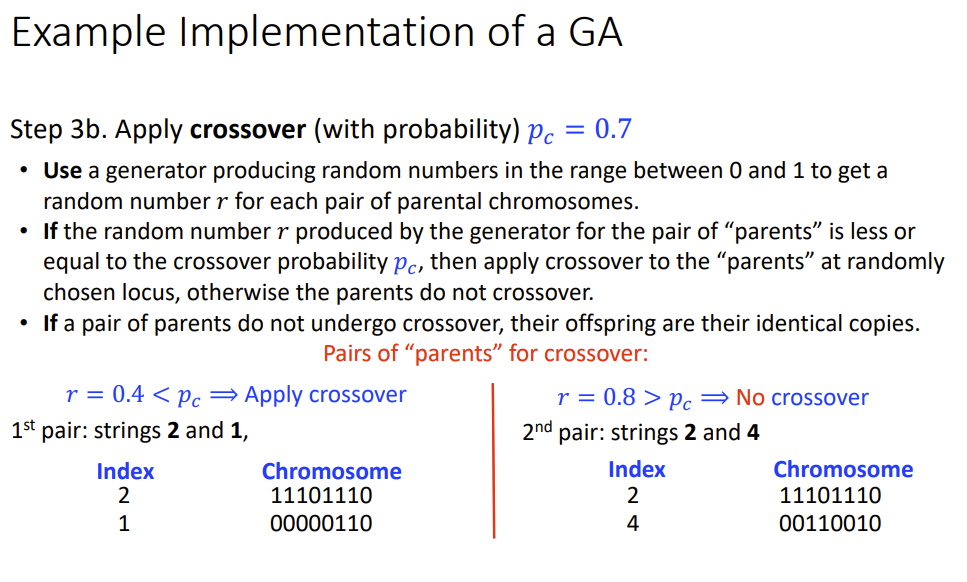 Example Implementation of a GA
Step 3b. Apply crossover (with probability) p_c = 0.7
• Use a generator producing random numbers in the range between 0 and 1 to get a
random number r for each pair of parental chromosomes.
• If the random number r produced by the generator for the pair of “parents” is less or
equal to the crossover probability p_c, then apply crossover to the “parents” at randomly
chosen locus, otherwise the parents do not crossover.
• If a pair of parents do not undergo crossover, their offspring are their identical copies.
Pairs of “parents” for crossover:
r = 0.4 < p_c ⟹ Apply crossover
1st pair: strings 2 and 1,
Index Chromosome
2 11101110
1 00000110
r = 0.8 > p_c ⟹ No crossover
2nd pair: strings 2 and 4
Index Chromosome
2 11101110
4 00110010